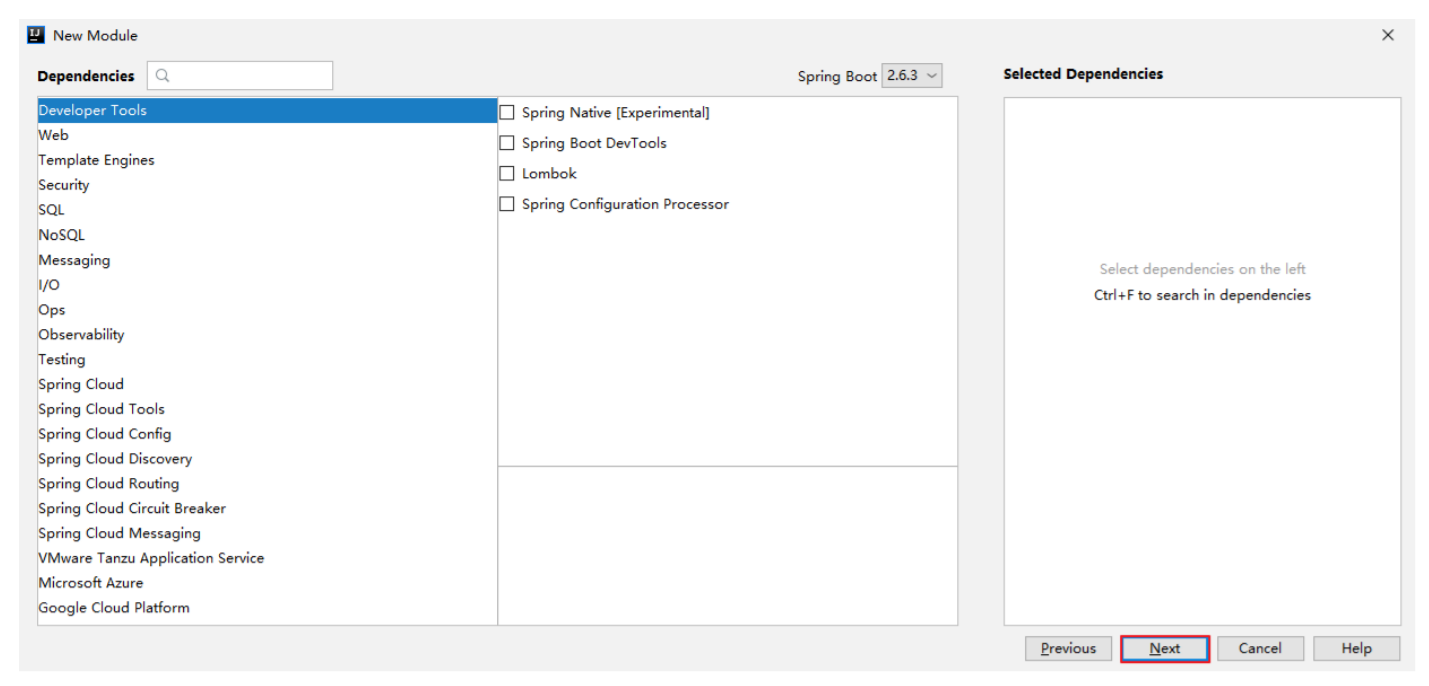 New Module
Dependencies
Spring Boot 2.6.3
Selected Dependencies
Developer Tools
Web
Template Engines
Security
SQL
NoSQL
Messaging
I/O
Ops
Observability
Testing
Spring Cloud
Spring Cloud Tools
Spring Cloud Config
Spring Cloud Discovery
Spring Cloud Routing
Spring Cloud Circuit Breaker
Spring Cloud Messaging
VMware Tanzu Application Service
Microsoft Azure
Google Cloud Platform
Spring Native [Experimental]
Spring Boot DevTools
Lombok
Spring Configuration Processor
Select dependencies on the left
Ctrl+F to search in dependencies
Previous
Next
Cancel
Help